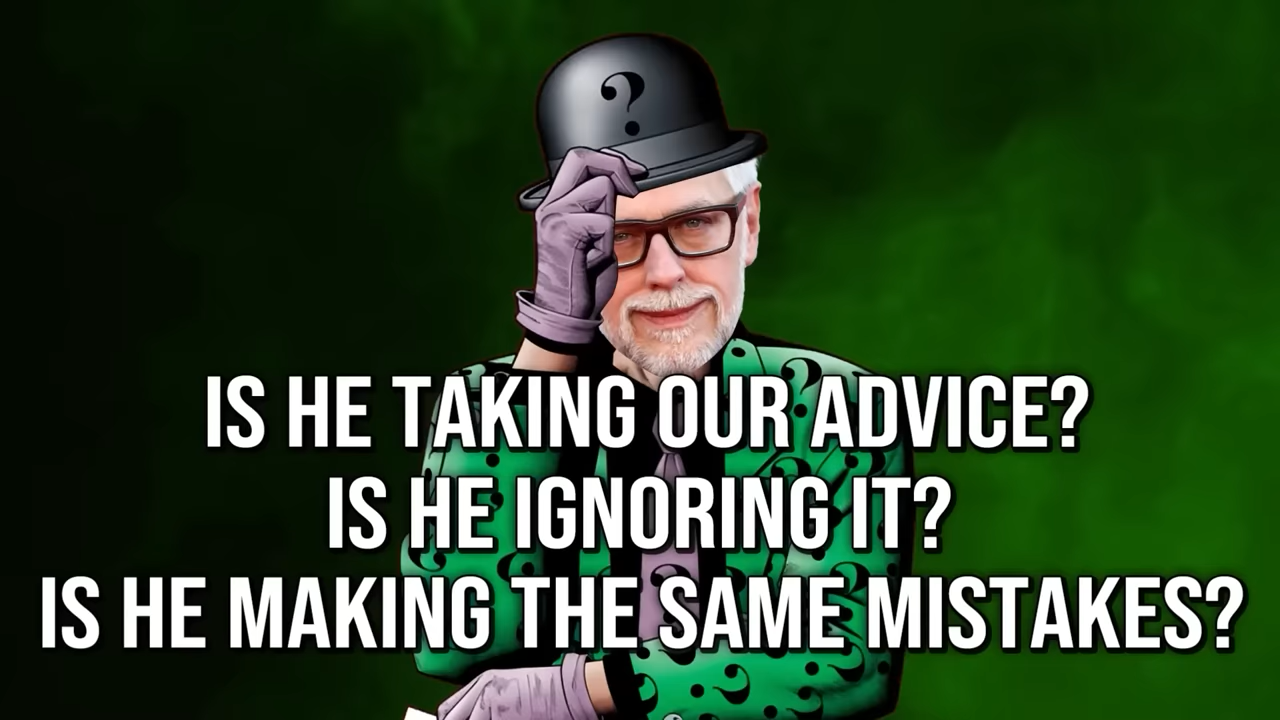 ?
IS HE TAKING OUR ADVICE?
IS HE IGNORING IT?
IS HE MAKING THE SAME MISTAKES?